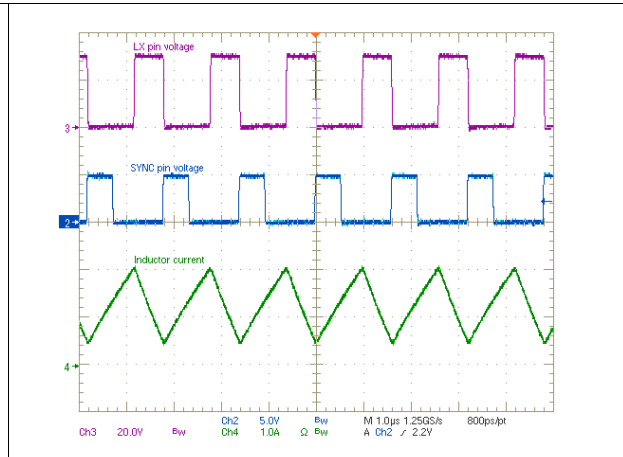 LX pin voltage
3
SYNC pin voltage
2
Inductor current
4
Ch2 5.0V Bw M 1.0µs 1.25GS/s 800ps/pt
Ch3 20.0V Bw Ch4 1.0A Ω Bw A Ch2 ∕ 2.2V